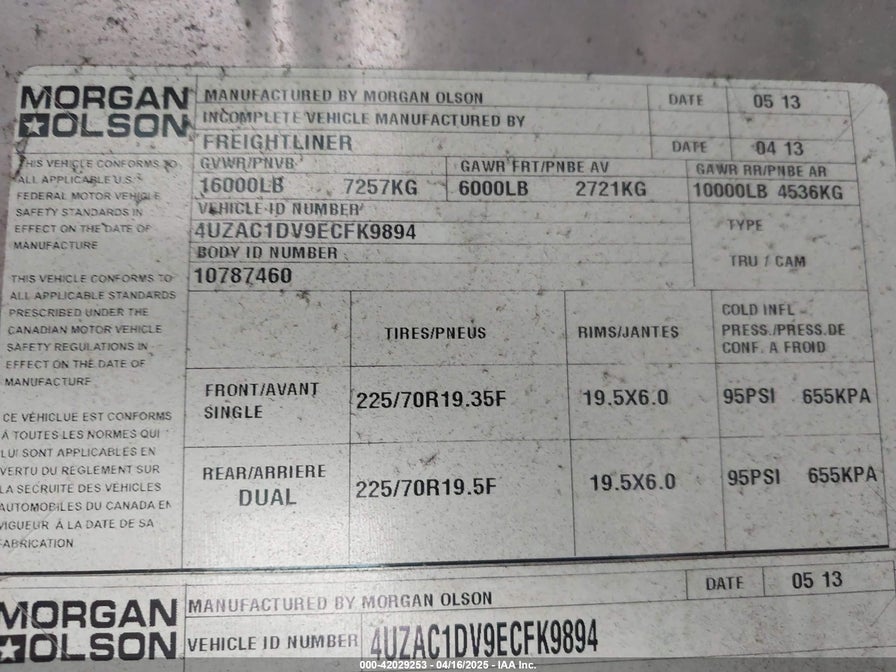 MORGAN OLSON
MANUFACTURED BY MORGAN OLSON DATE 05 13
INCOMPLETE VEHICLE MANUFACTURED BY
FREIGHTLINER DATE 04 13
GVWR/PNVB GAWR FRT/PNBE AV GAWR RR/PNBE AR
16000LB 7257KG 6000LB 2721KG 10000LB 4536KG
VEHICLE ID NUMBER
4UZAC1DV9ECFK9894
TYPE
BODY ID NUMBER
TRU / CAM
10787460
THIS VEHICLE CONFORMS TO
ALL APPLICABLE U.S.
FEDERAL MOTOR VEHICLE
SAFETY STANDARDS IN
EFFECT ON THE DATE OF
MANUFACTURE
THIS VEHICLE CONFORMS TO
ALL APPLICABLE STANDARDS
PRESCRIBED UNDER THE
CANADIAN MOTOR VEHICLE
SAFETY REGULATIONS IN
EFFECT ON THE DATE OF
MANUFACTURE
CE VÉHICLUE EST CONFORMS
À TOUTES LES NORMES QUI
LUI SONT APPLICABLES EN
VERTU DU RÈGLEMENT SUR
LA SECRUITE DES VÉHICLES
AUTOMOBILES DU CANADA EN
VIGUEUR À LA DATE DE SA
FABRICATION
TIRES/PNEUS RIMS/JANTES
COLD INFL
PRESS./PRESS.DE
CONF. A FROID
FRONT/AVANT
SINGLE
225/70R19.35F 19.5X6.0 95PSI 655KPA
REAR/ARRIERE
DUAL
225/70R19.5F 19.5X6.0 95PSI 655KPA
MORGAN OLSON
MANUFACTURED BY MORGAN OLSON DATE 05 13
VEHICLE ID NUMBER 4UZAC1DV9ECFK9894
000-42029253 - 04/16/2025 - IAA Inc.